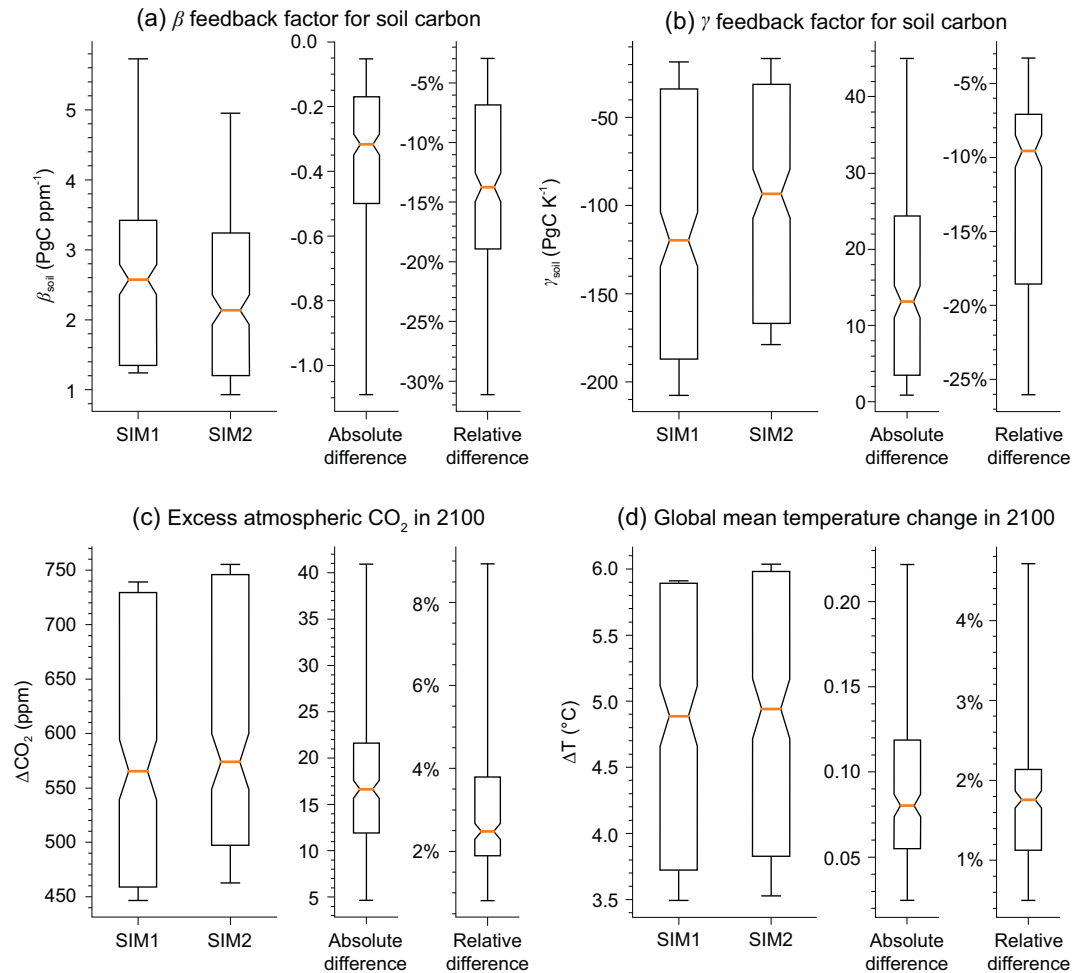 (a) β feedback factor for soil carbon
βsoil (PgC ppm-1)
5
4
3
2
1
0.0
-0.2
-0.4
-0.6
-0.8
-1.0
-5%
-10%
-15%
-20%
-25%
-30%
SIM1
SIM2
Absolute
difference
Relative
difference
(b) γ feedback factor for soil carbon
γsoil (PgC K-1)
-50
-100
-150
-200
40
30
20
10
0
-5%
-10%
-15%
-20%
-25%
SIM1
SIM2
Absolute
difference
Relative
difference
(c) Excess atmospheric CO2 in 2100
ΔCO2 (ppm)
750
700
650
600
550
500
450
40
35
30
25
20
15
10
5
8%
6%
4%
2%
SIM1
SIM2
Absolute
difference
Relative
difference
(d) Global mean temperature change in 2100
ΔT (°C)
6.0
5.5
5.0
4.5
4.0
3.5
0.20
0.15
0.10
0.05
4%
3%
2%
1%
SIM1
SIM2
Absolute
difference
Relative
difference